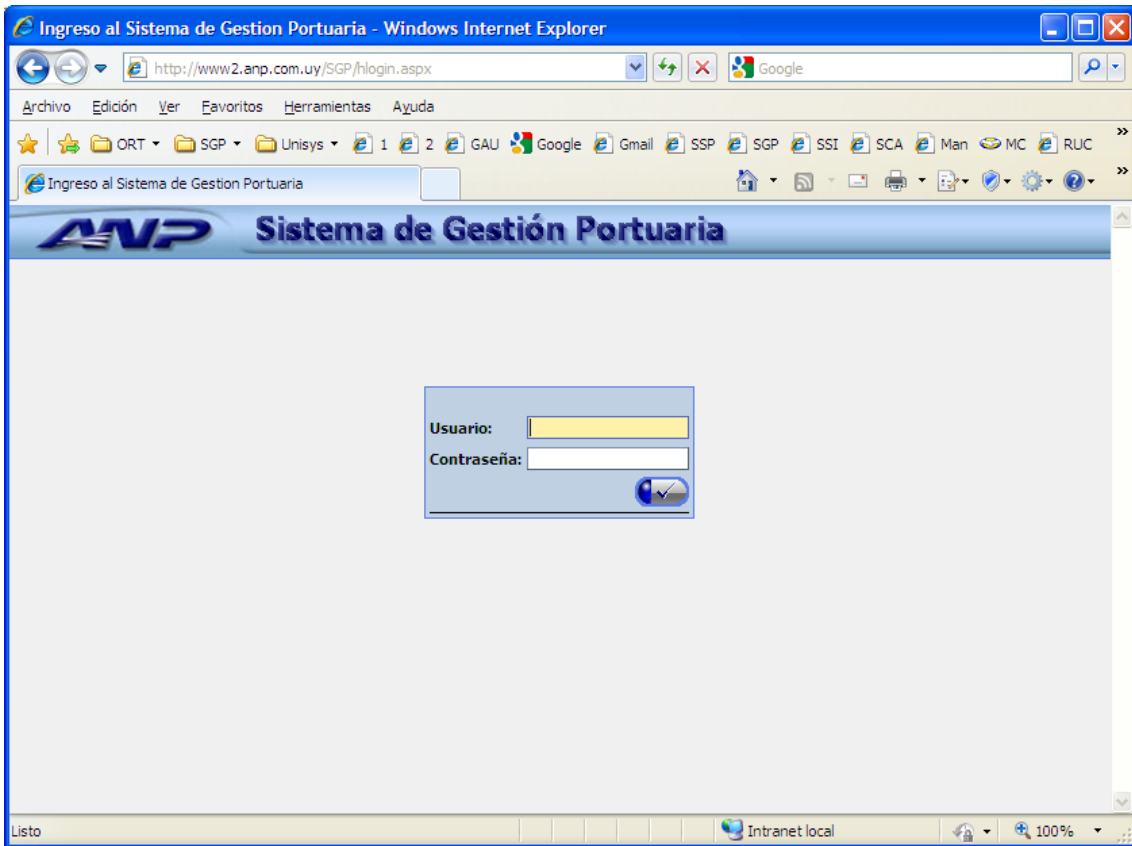 Ingreso al Sistema de Gestion Portuaria - Windows Internet Explorer
http://www2.anp.com.uy/SGP/hlogin.aspx Google
Archivo Edición Ver Favoritos Herramientas Ayuda
ORT SGP Unisys 1 2 GAU Google Gmail SSP SGP SSI SCA Man MC RUC »
Ingreso al Sistema de Gestion Portuaria »
ANP Sistema de Gestión Portuaria
Usuario:
Contraseña:
Listo Intranet local 100%